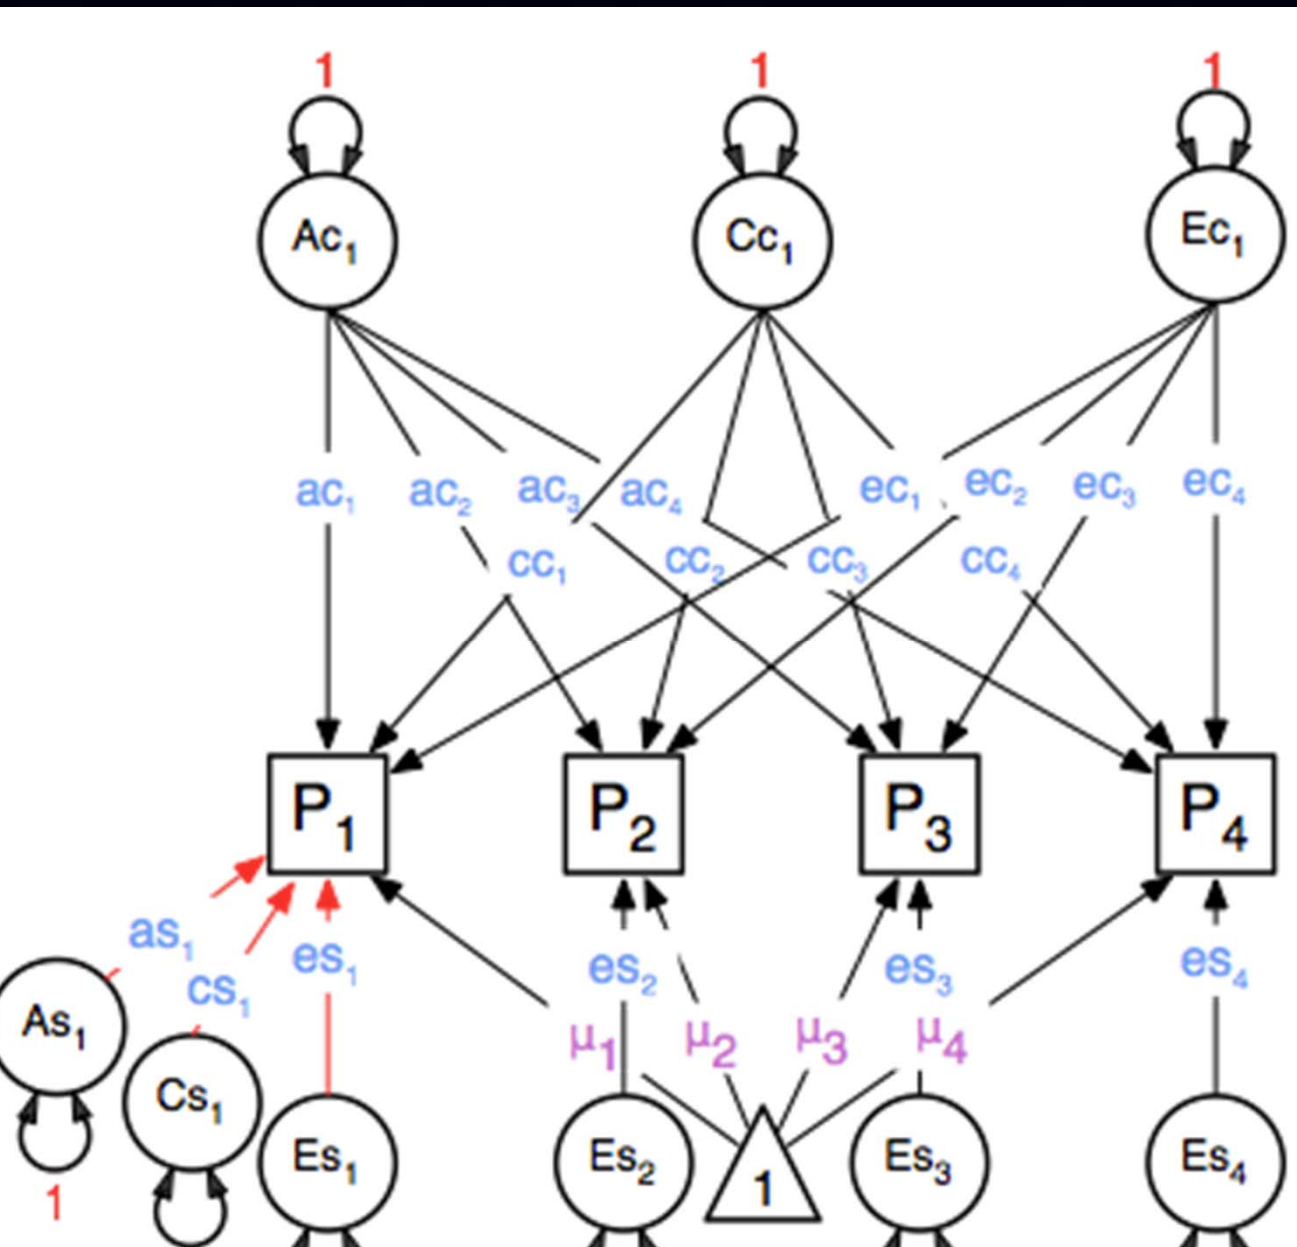 1 1 1
Ac1 Cc1 Ec1
ac1 ac2 ac3 ac4 ec1 ec2 ec3 ec4
cc1 cc2 cc3 cc4
P1 P2 P3 P4
as1 es1 es2 es3 es4
cs1
As1 μ1 μ2 μ3 μ4
Cs1 Es1 Es2 1 Es3 Es4
1